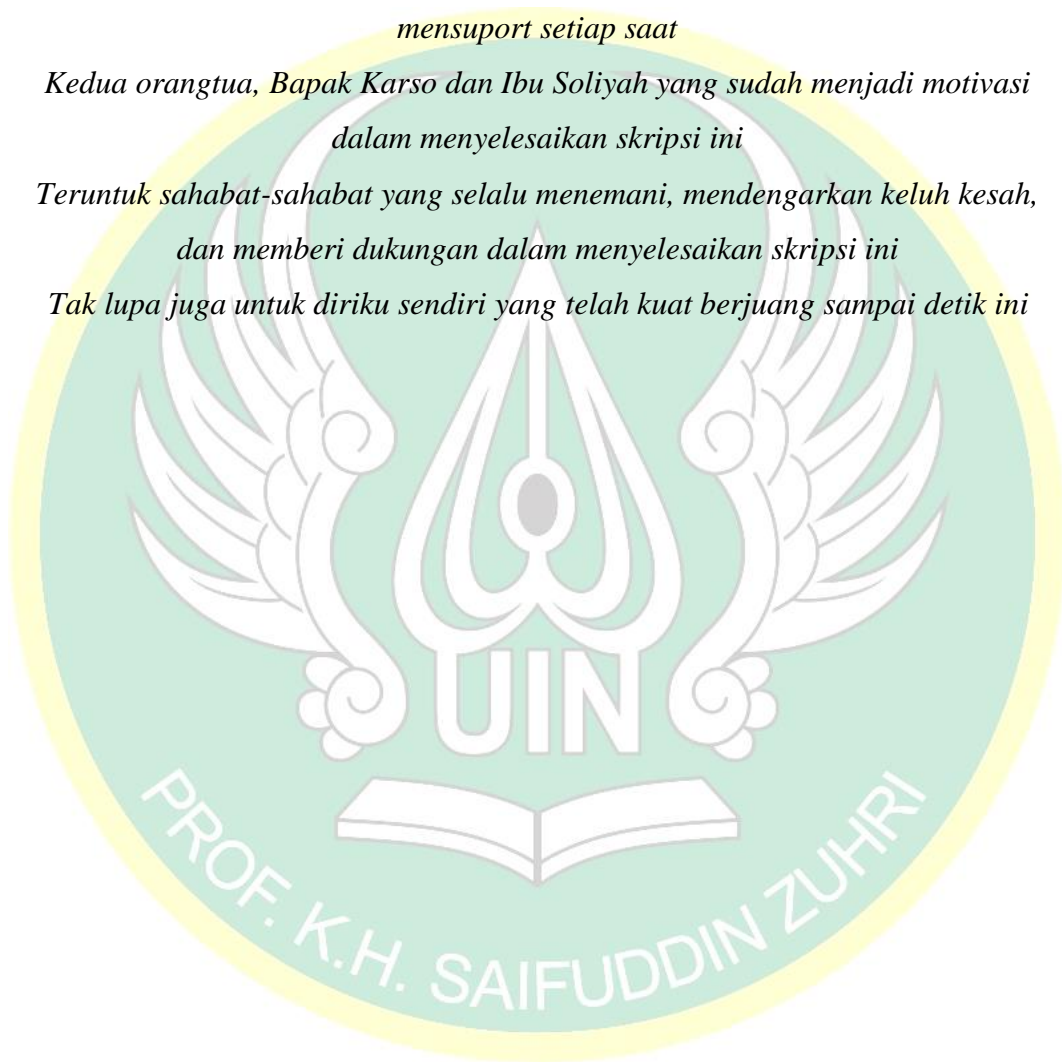 mensuport setiap saat
Kedua orangtua, Bapak Karso dan Ibu Soliyah yang sudah menjadi motivasi
dalam menyelesaikan skripsi ini
Teruntuk sahabat-sahabat yang selalu menemani, mendengarkan keluh kesah,
dan memberi dukungan dalam menyelesaikan skripsi ini
Tak lupa juga untuk diriku sendiri yang telah kuat berjuang sampai detik ini
UIN
PROF. K.H. SAIFUDDIN ZUHRI